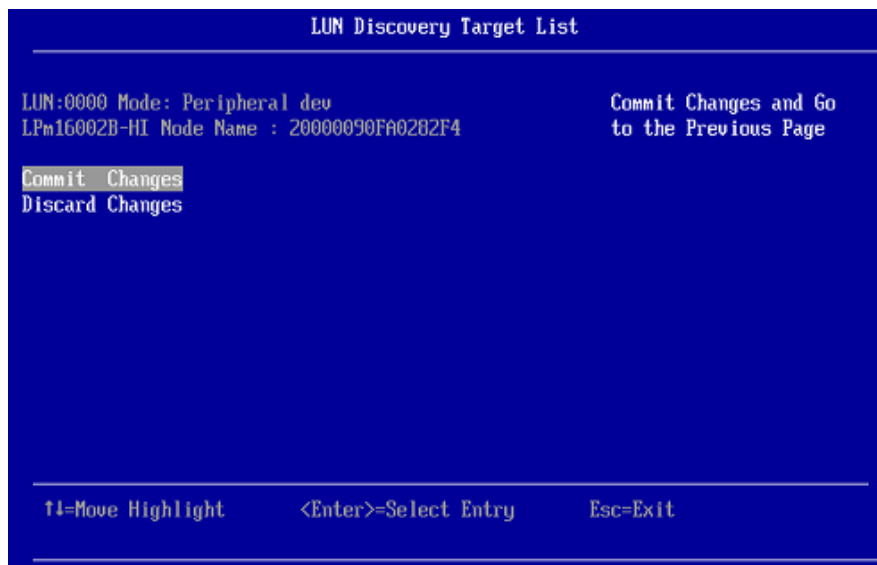 LUN Discovery Target List
LUN:0000 Mode: Peripheral dev
LPm16002B-HI Node Name : 20000090FA0282F4
Commit Changes and Go
to the Previous Page
Commit  Changes
Discard Changes
↑↓=Move Highlight <Enter>=Select Entry Esc=Exit